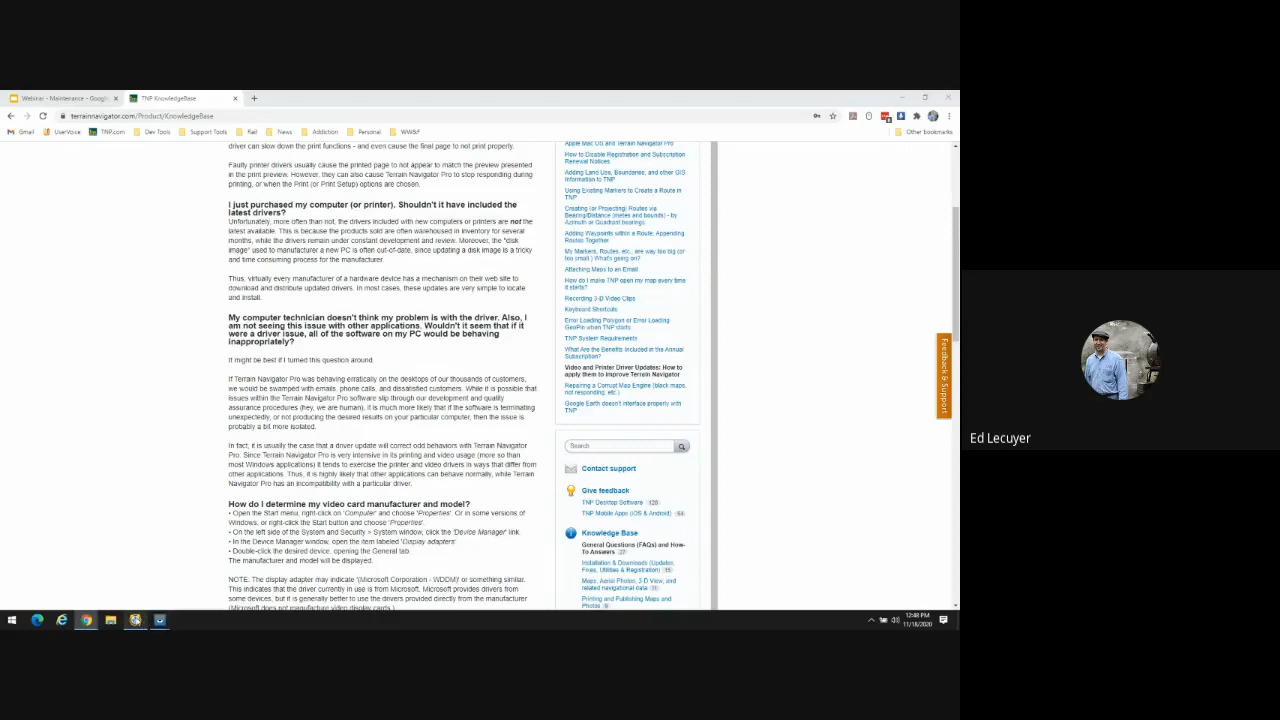 Webinar - Maintenance - Google
TNP KnowledgeBase
terrainnavigator.com/Product/KnowledgeBase
Gmail
UserVoice
TNP.com
Dev Tools
Support Tools
Rail
News
Addiction
Personal
WW&F
Other bookmarks
driver can slow down the print functions - and even cause the final page to not print properly.
Faulty printer drivers usually cause the printed page to not appear to match the preview presented
in the print preview. However, they can also cause Terrain Navigator Pro to stop responding during
printing, or when the Print (or Print Setup) options are chosen.
I just purchased my computer (or printer). Shouldn't it have included the
latest drivers?
Unfortunately, more often than not, the drivers included with new computers or printers are not the
latest available. This is because the products sold are often warehoused in inventory for several
months, while the drivers remain under constant development and review. Moreover, the "disk
image" used to manufacturer a new PC is often out-of-date, since updating a disk image is a tricky
and time consuming process for the manufacturer.
Thus, virtually every manufacturer of a hardware device has a mechanism on their web site to
download and distribute updated drivers. In most cases, these updates are very simple to locate
and install.
My computer technician doesn't think my problem is with the driver. Also, I
am not seeing this issue with other applications. Wouldn't it seem that if it
were a driver issue, all of the software on my PC would be behaving
inappropriately?
It might be best if I turned this question around.
If Terrain Navigator Pro was behaving erratically on the desktops of our thousands of customers,
we would be swamped with emails, phone calls, and dissatisfied customers. While it is possible that
issues within the Terrain Navigator Pro software slip through our development and quality
assurance procedures (hey, we are human), it is much more likely that if the software is terminating
unexpectedly, or not producing the desired results on your particular computer, then the issue is
probably a bit more isolated.
In fact, it is usually the case that a driver update will correct odd behaviors with Terrain Navigator
Pro. Since Terrain Navigator Pro is very intensive in its printing and video usage (more so than
most Windows applications) it tends to exercise the printer and video drivers in ways that differ from
other applications. Thus, it is highly likely that other applications can behave normally, while Terrain
Navigator Pro has an incompatibility with a particular driver.
How do I determine my video card manufacturer and model?
• Open the Start menu, right-click on 'Computer' and choose 'Properties'. Or in some versions of
Windows, or right-click the Start button and choose 'Properties'.
• On the left side of the System and Security > System window, click the 'Device Manager' link.
• In the Device Manager window, open the item labeled 'Display adapters'
• Double-click the desired device, opening the General tab.
The manufacturer and model will be displayed.
NOTE: The display adapter may indicate '(Microsoft Corporation - WDDM)' or something similar.
This indicates that the driver currently in use is from Microsoft. Microsoft provides drivers from
some devices, but it is generally better to use the drivers provided directly from the manufacturer
(Microsoft does not manufacture video display cards.)
Apple Mac OS and Terrain Navigator Pro
How to Disable Registration and Subscription
Renewal Notices
Adding Land Use, Boundaries, and other GIS
Information to TNP
Using Existing Markers to Create a Route in
TNP
Creating (or Projecting) Routes via
Bearing/Distance (metes and bounds) - by
Azimuth or Quadrant bearings
Adding Waypoints within a Route; Appending
Routes Together
My Markers, Routes, etc., are way too big (or
too small.) What's going on?
Attaching Maps to an Email
How do I make TNP open my map every time
it starts?
Recording 3-D Video Clips
Keyboard Shortcuts
Error Loading Polygon or Error Loading
GeoPin when TNP starts
TNP System Requirements
What Are the Benefits Included in the Annual
Subscription?
Video and Printer Driver Updates: How to
apply them to improve Terrain Navigator
Repairing a Corrupt Map Engine (black maps,
not responding, etc.)
Google Earth doesn't interface properly with
TNP
Search
Contact support
Give feedback
TNP Desktop Software 128
TNP Mobile Apps (iOS & Android) 64
Knowledge Base
General Questions (FAQs) and How-
To Answers 27
Installation & Downloads (Updates,
Fixes, Utilities & Registration) 15
Maps, Aerial Photos, 3-D View, and
related navigational data 11
Printing and Publishing Maps and
Photos 9
Feedback & Support
Ed Lecuyer
12:48 PM
11/18/2020